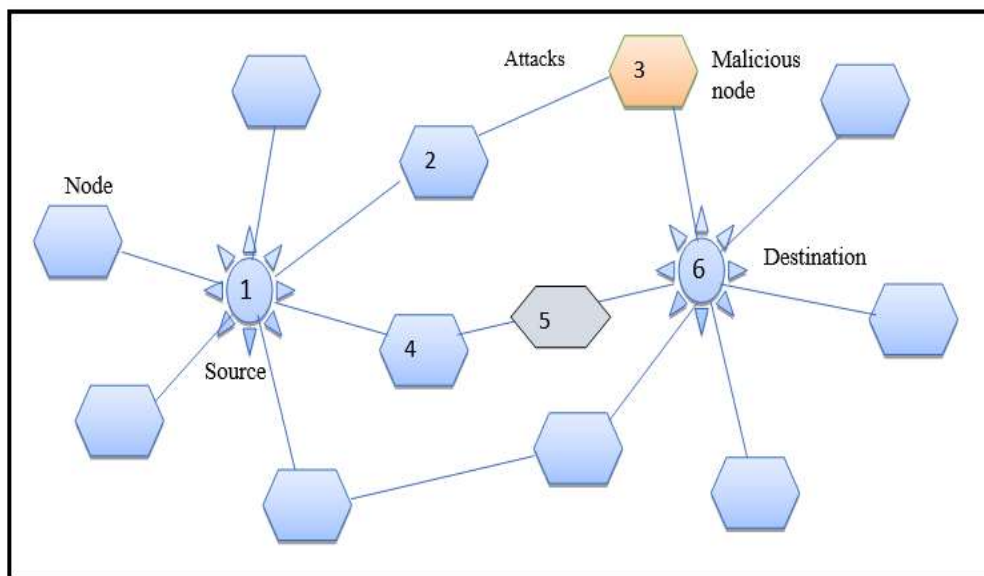 Attacks
3
Malicious
node
2
Node
1
6
Destination
5
4
Source